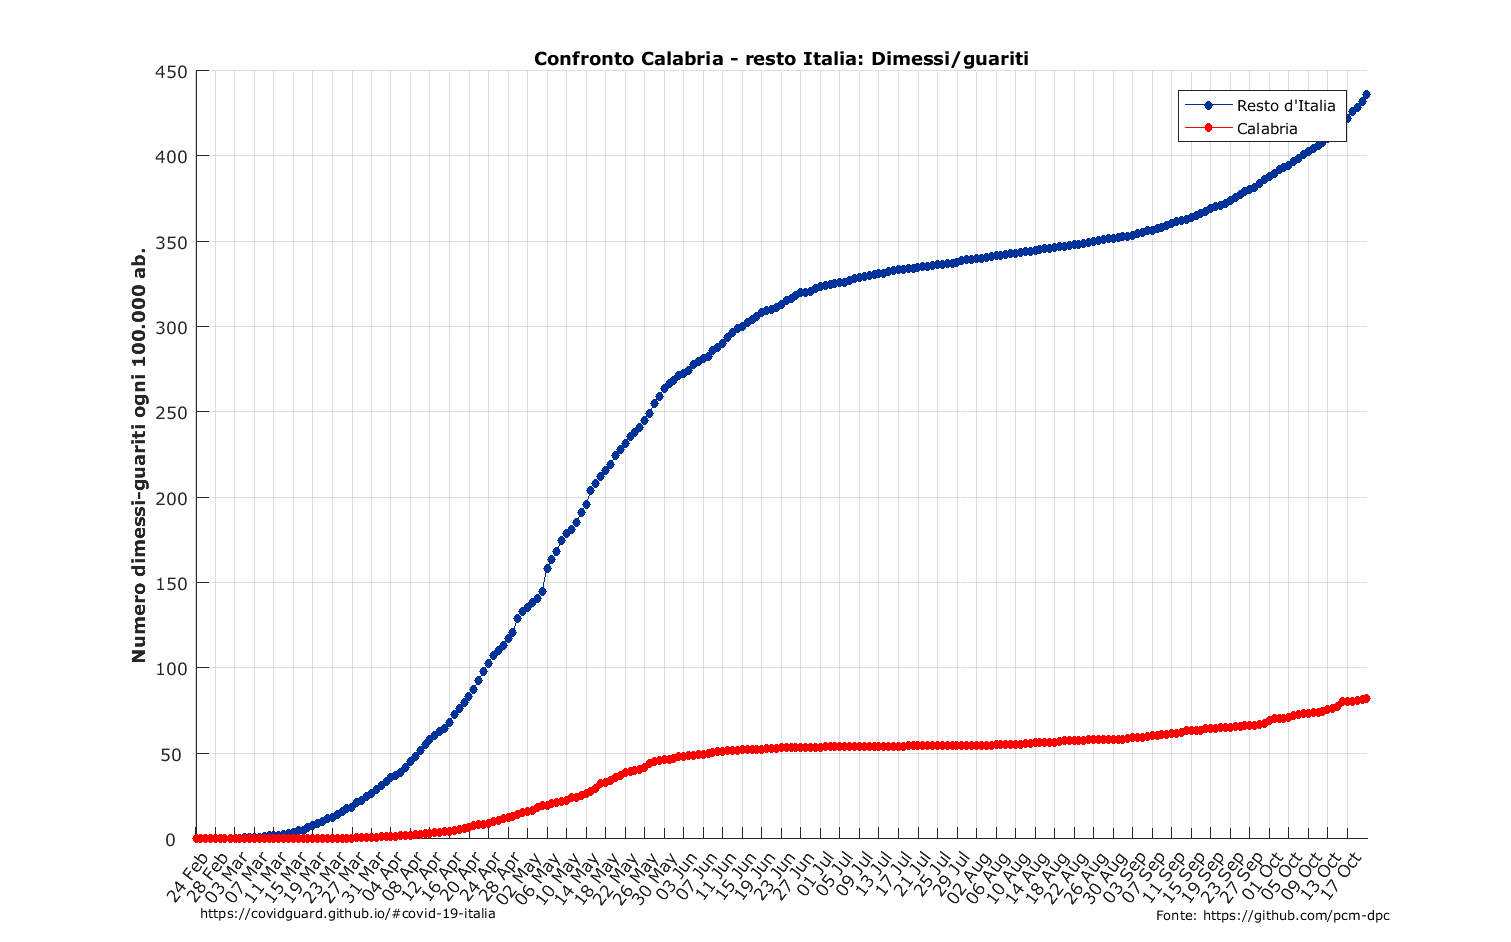 Confronto Calabria - resto Italia: Dimessi/guariti
Numero dimessi-guariti ogni 100.000 ab.
450
400
350
300
250
200
150
100
50
0
Resto d'Italia
Calabria
24 Feb
28 Feb
03 Mar
07 Mar
11 Mar
15 Mar
19 Mar
23 Mar
27 Mar
31 Mar
04 Apr
08 Apr
12 Apr
16 Apr
20 Apr
24 Apr
28 Apr
02 May
06 May
10 May
14 May
18 May
22 May
26 May
30 May
03 Jun
07 Jun
11 Jun
15 Jun
19 Jun
23 Jun
27 Jun
01 Jul
05 Jul
09 Jul
13 Jul
17 Jul
21 Jul
25 Jul
29 Jul
02 Aug
06 Aug
10 Aug
14 Aug
18 Aug
22 Aug
26 Aug
30 Aug
03 Sep
07 Sep
11 Sep
15 Sep
19 Sep
23 Sep
27 Sep
01 Oct
05 Oct
09 Oct
13 Oct
17 Oct
https://covidguard.github.io/#covid-19-italia
Fonte: https://github.com/pcm-dpc